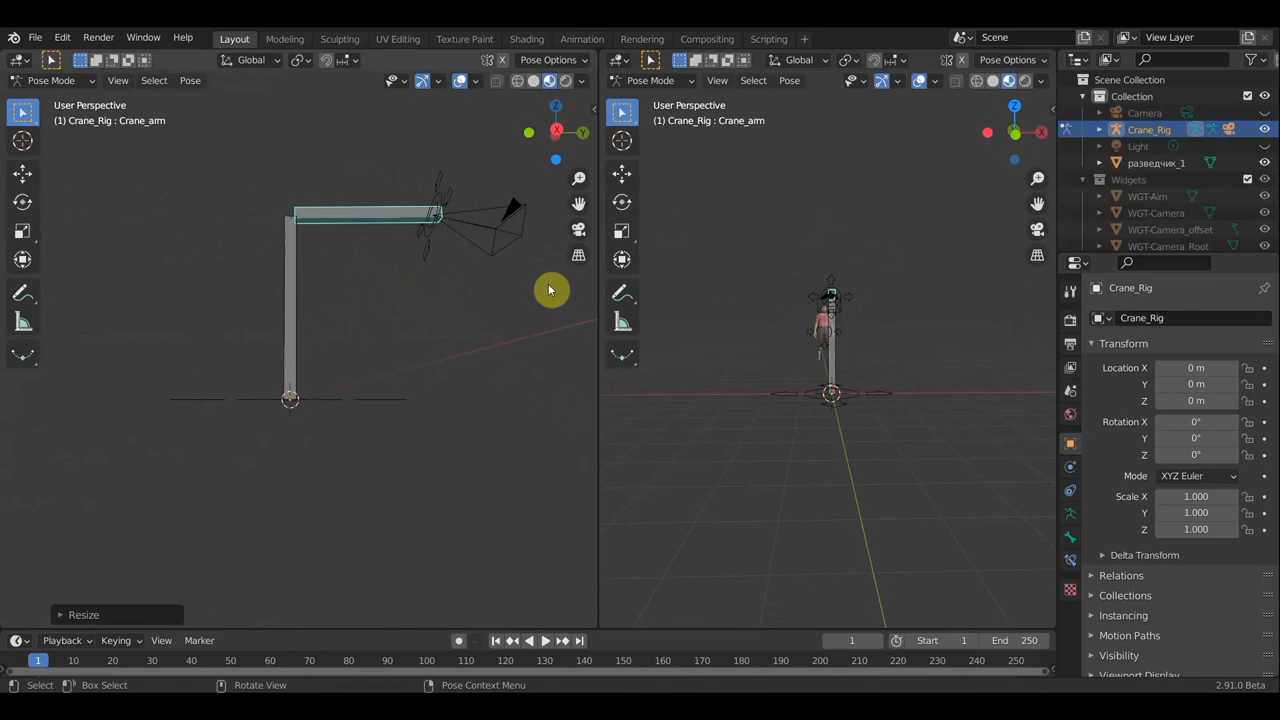 File Edit Render Window Help Layout Modeling Sculpting UV Editing Texture Paint Shading Animation Rendering Compositing Scripting + Scene View Layer
Global Pose Options
Global Pose Options
Pose Mode View Select Pose
Pose Mode View Select Pose
User Perspective
(1) Crane_Rig : Crane_arm
X Y Z
User Perspective
(1) Crane_Rig : Crane_arm
Z X
Scene Collection
Collection
Camera
Crane_Rig
Light
разведчик_1
Widgets
WGT-Aim
WGT-Camera
WGT-Camera_offset
WGT-Camera_Root
Crane_Rig
Crane_Rig
Transform
Location X 0 m
Y 0 m
Z 0 m
Rotation X 0°
Y 0°
Z 0°
Mode XYZ Euler
Scale X 1.000
Y 1.000
Z 1.000
Delta Transform
Relations
Collections
Instancing
Motion Paths
Visibility
Viewport Display
Resize
Playback Keying View Marker 1 Start 1 End 250
1 10 20 30 40 50 60 70 80 90 100 110 120 130 140 150 160 170 180 190 200 210 220 230 240 250
Select Box Select Rotate View Pose Context Menu 2.91.0 Beta